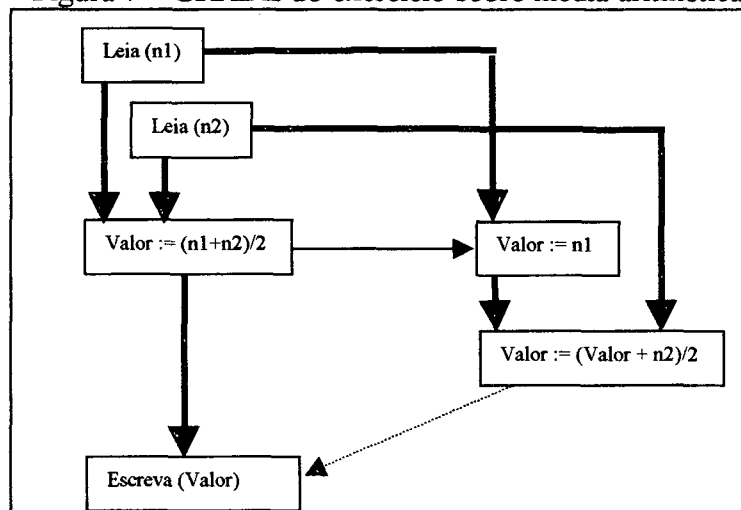 Leia (n1)
Leia (n2)
Valor := (n1+n2)/2
Valor := n1
Valor := (Valor + n2)/2
Escreva (Valor)